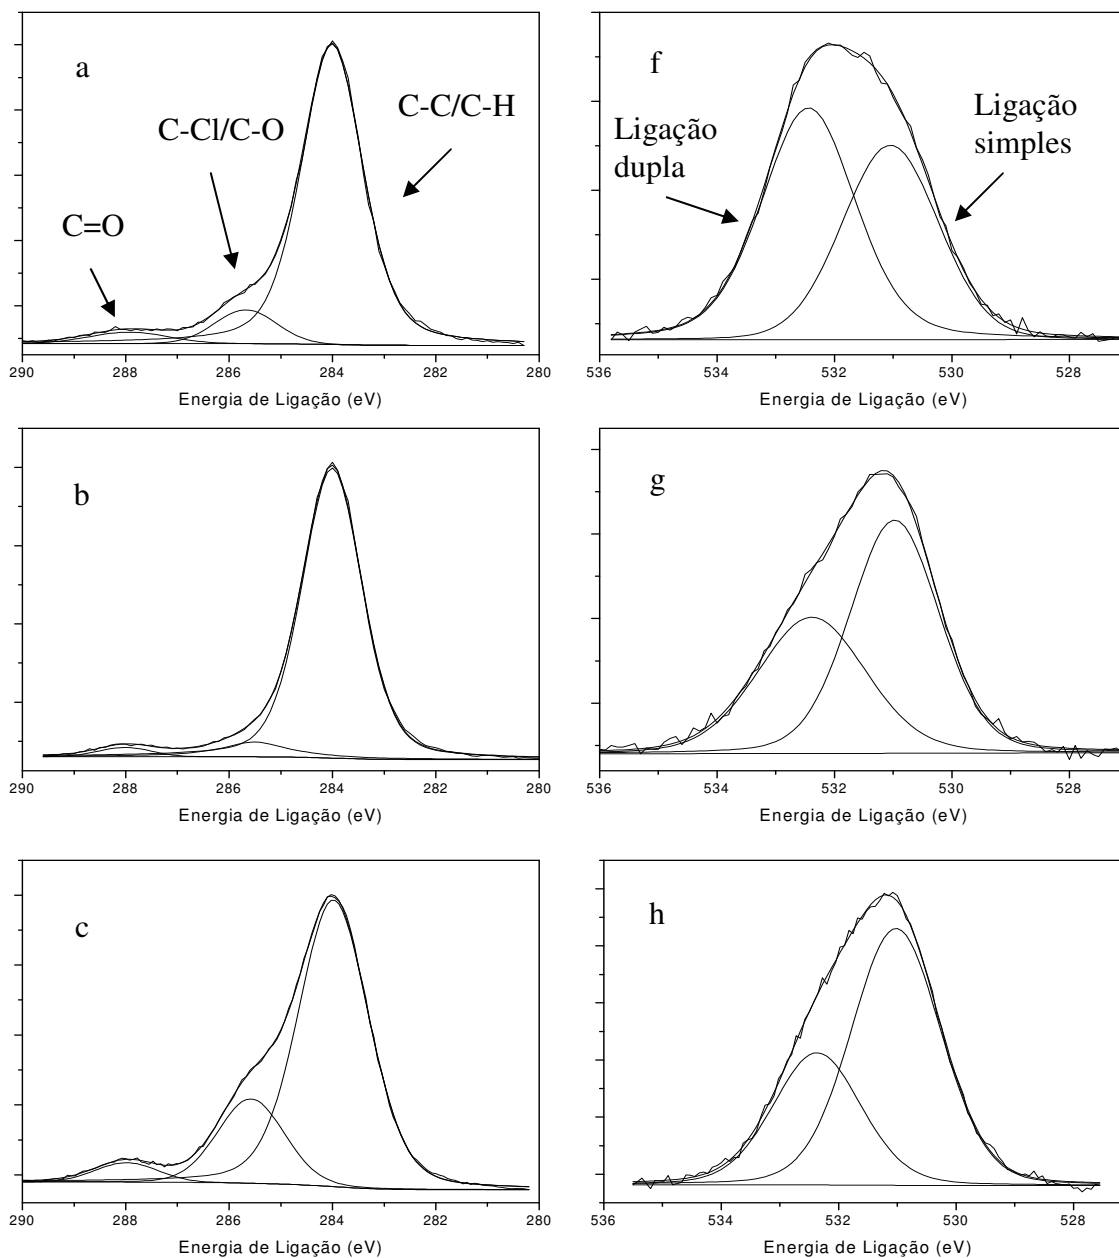 a
C-C/C-H
C-Cl/C-O
C=O
290 288 286 284 282 280
Energia de Ligação (eV)
f
Ligação
dupla
Ligação
simples
536 534 532 530 528
Energia de Ligação (eV)
b
290 288 286 284 282 280
Energia de Ligação (eV)
g
536 534 532 530 528
Energia de Ligação (eV)
c
290 288 286 284 282 280
Energia de Ligação (eV)
h
536 534 532 530 528
Energia de Ligação (eV)